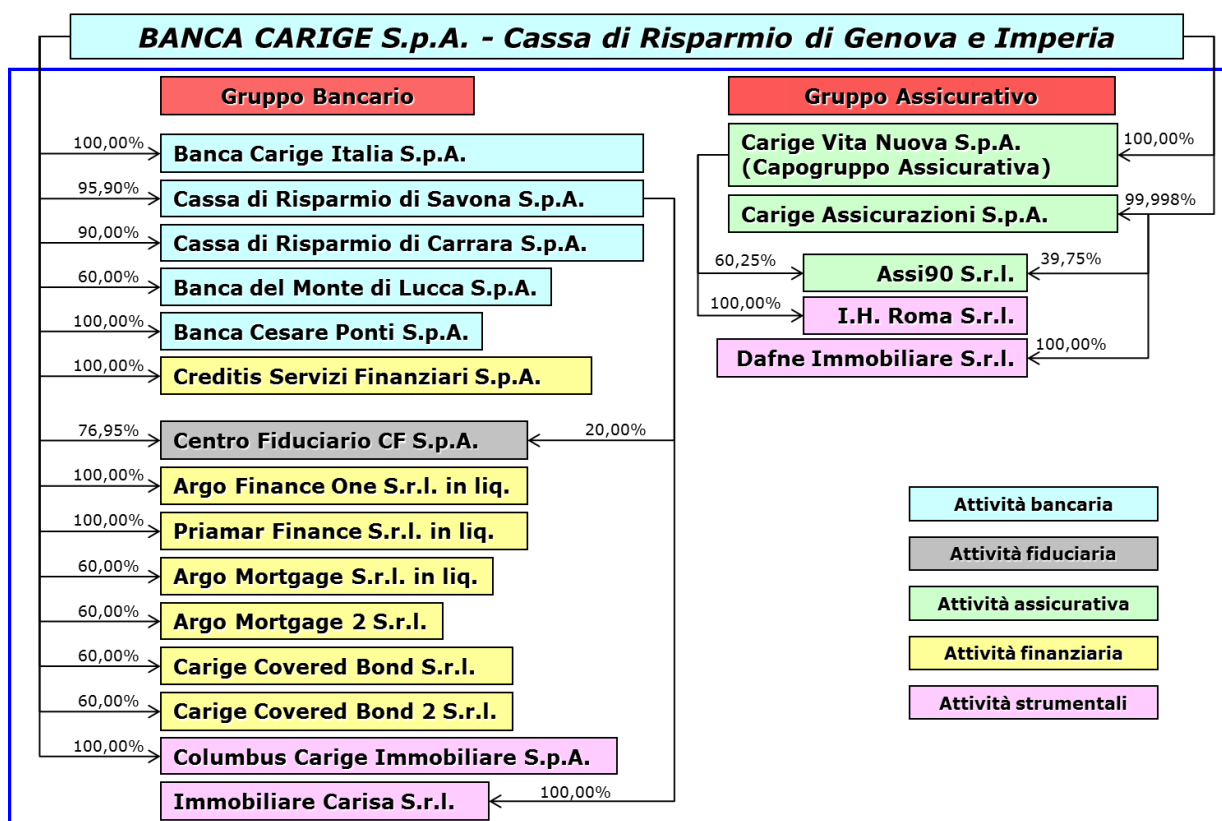 BANCA CARIGE S.p.A. - Cassa di Risparmio di Genova e Imperia
Gruppo Bancario
100,00%
Banca Carige Italia S.p.A.
95,90%
Cassa di Risparmio di Savona S.p.A.
90,00%
Cassa di Risparmio di Carrara S.p.A.
60,00%
Banca del Monte di Lucca S.p.A.
100,00%
Banca Cesare Ponti S.p.A.
100,00%
Creditis Servizi Finanziari S.p.A.
76,95%
Centro Fiduciario CF S.p.A.
20,00%
100,00%
Argo Finance One S.r.l. in liq.
100,00%
Priamar Finance S.r.l. in liq.
60,00%
Argo Mortgage S.r.l. in liq.
60,00%
Argo Mortgage 2 S.r.l.
60,00%
Carige Covered Bond S.r.l.
60,00%
Carige Covered Bond 2 S.r.l.
100,00%
Columbus Carige Immobiliare S.p.A.
Immobiliare Carisa S.r.l.
100,00%
Gruppo Assicurativo
Carige Vita Nuova S.p.A.
(Capogruppo Assicurativa)
100,00%
Carige Assicurazioni S.p.A.
99,998%
60,25%
Assi90 S.r.l.
39,75%
100,00%
I.H. Roma S.r.l.
Dafne Immobiliare S.r.l.
100,00%
Attività bancaria
Attività fiduciaria
Attività assicurativa
Attività finanziaria
Attività strumentali